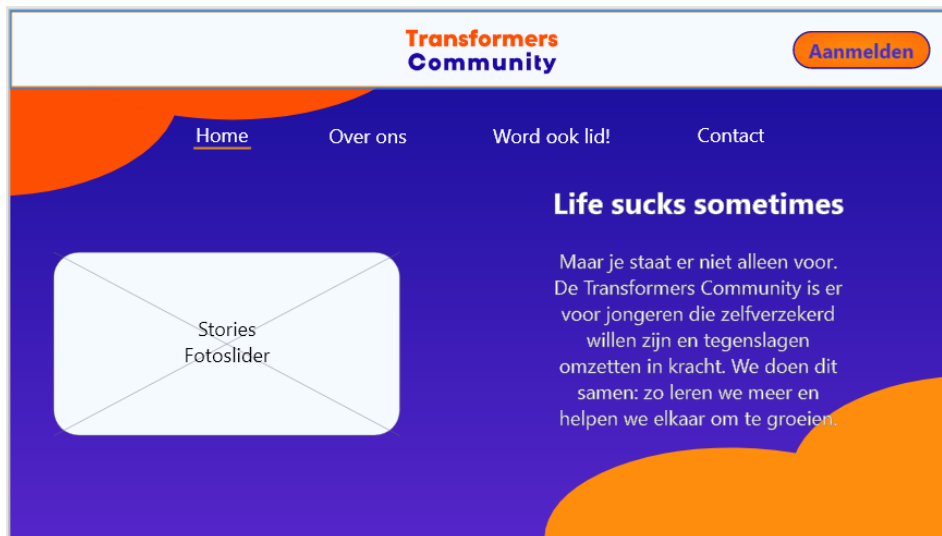 Transformers
Community
Aanmelden
Home
Over ons
Word ook lid!
Contact
Life sucks sometimes
Stories
Fotoslider
Maar je staat er niet alleen voor.
De Transformers Community is er
voor jongeren die zelfverzekerd
willen zijn en tegenslagen
omzetten in kracht. We doen dit
samen: zo leren we meer en
helpen we elkaar om te groeien.